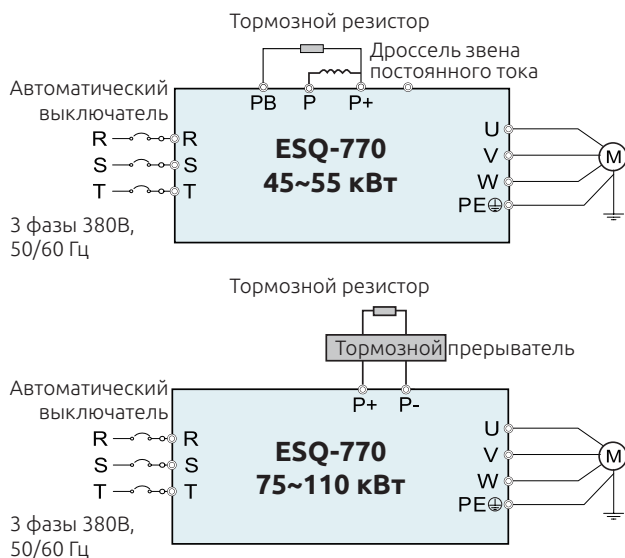 Тормозной резистор
Дроссель звена
постоянного тока
Автоматический
выключатель
PB P P+
R R
S S
T T
ESQ-770
45~55 кВт
U
V
W
PE
M
3 фазы 380В,
50/60 Гц
Тормозной резистор
Тормозной прерыватель
Автоматический
выключатель
P+ P-
R R
S S
T T
ESQ-770
75~110 кВт
U
V
W
PE
M
3 фазы 380В,
50/60 Гц